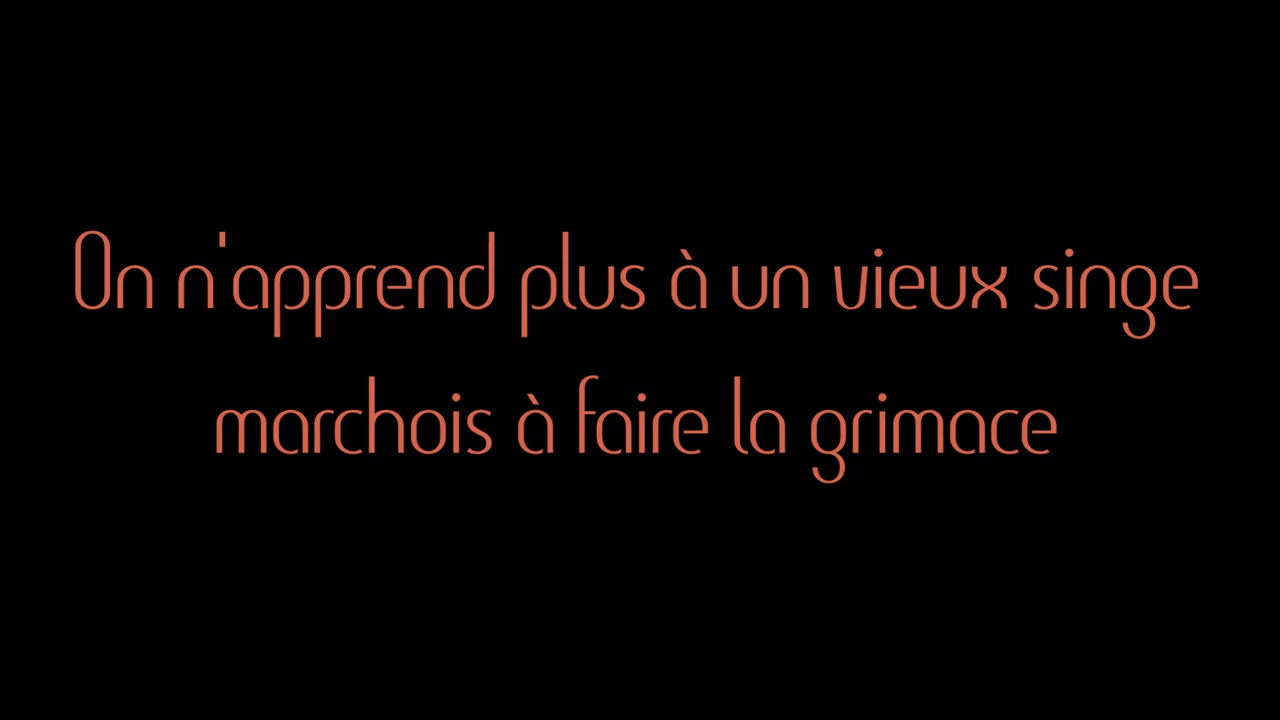 On n'apprend plus à un vieux singe
marchois à faire la grimace